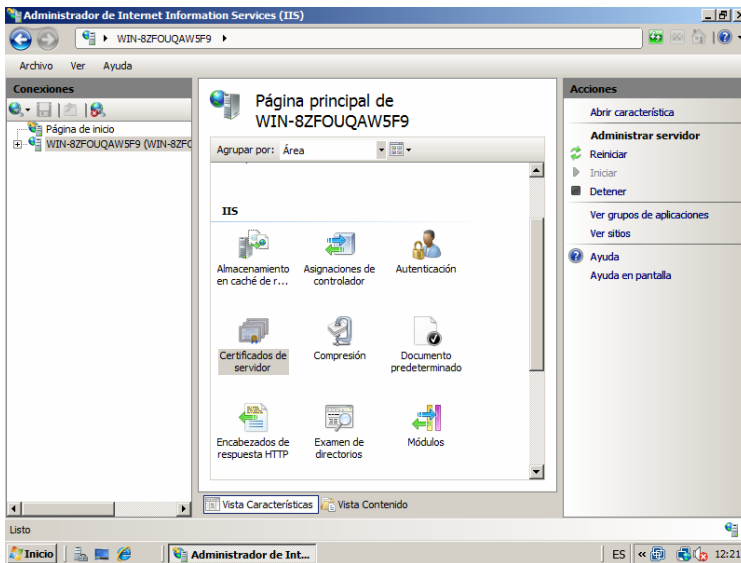 Administrador de Internet Information Services (IIS)
WIN-8ZFOUQAW5F9
Archivo Ver Ayuda
Conexiones
Página de inicio
WIN-8ZFOUQAW5F9 (WIN-8ZFO
Página principal de
WIN-8ZFOUQAW5F9
Agrupar por: Área
IIS
Almacenamiento
en caché de r...
Asignaciones de
controlador
Autenticación
Certificados de
servidor
Compresión
Documento
predeterminado
Encabezados de
respuesta HTTP
Examen de
directorios
Módulos
Vista Características
Vista Contenido
Acciones
Abrir característica
Administrar servidor
Reiniciar
Iniciar
Detener
Ver grupos de aplicaciones
Ver sitios
Ayuda
Ayuda en pantalla
Listo
Inicio
Administrador de Int...
ES
12:21